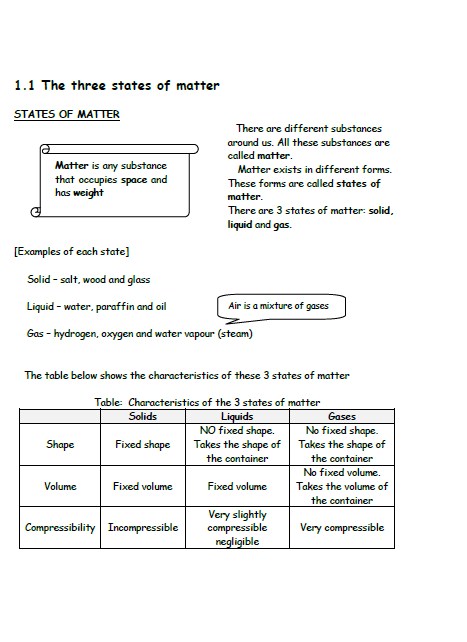 1.1 The three states of matter
STATES OF MATTER
Matter is any substance
that occupies space and
has weight
There are different substances
around us. All these substances are
called matter.
Matter exists in different forms.
These forms are called states of
matter.
There are 3 states of matter: solid,
liquid and gas.
[Examples of each state]
Solid – salt, wood and glass
Liquid – water, paraffin and oil
Air is a mixture of gases
Gas – hydrogen, oxygen and water vapour (steam)
The table below shows the characteristics of these 3 states of matter
Table: Characteristics of the 3 states of matter
Solids Liquids Gases
Shape
Fixed shape
NO fixed shape.
Takes the shape of
the container
No fixed shape.
Takes the shape of
the container
Volume
Fixed volume
Fixed volume
No fixed volume.
Takes the volume of
the container
Compressibility
Incompressible
Very slightly
compressible
negligible
Very compressible